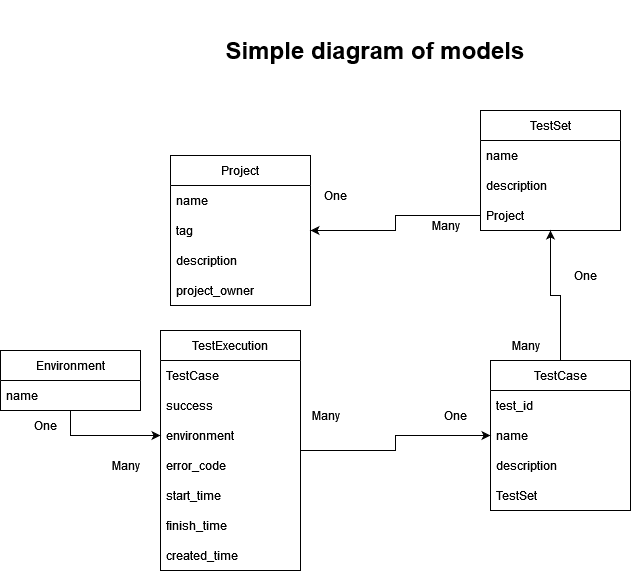 Simple diagram of models
TestSet
name
description
Project
Project
name
tag
description
project_owner
One
Many
One
Many
Environment
name
One
Many
TestExecution
TestCase
success
environment
error_code
start_time
finish_time
created_time
Many
One
TestCase
test_id
name
description
TestSet